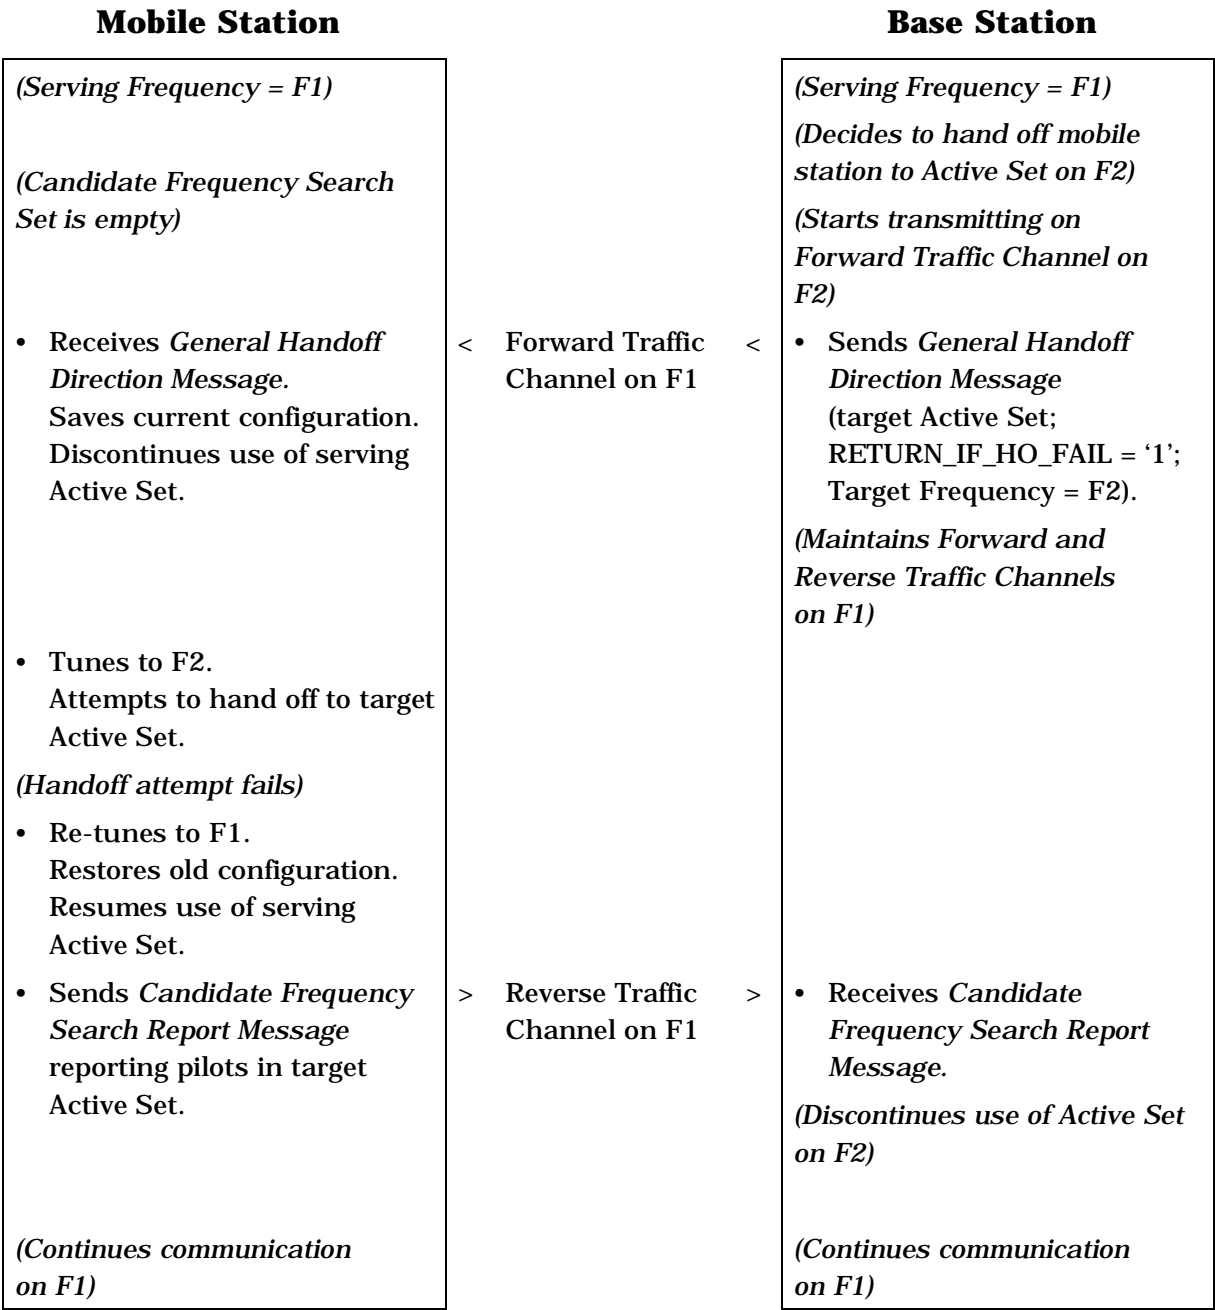 Mobile Station
Base Station
(Serving Frequency = F1)
(Candidate Frequency Search
Set is empty)
(Serving Frequency = F1)
(Decides to hand off mobile
station to Active Set on F2)
(Starts transmitting on
Forward Traffic Channel on
F2)
• Receives General Handoff
Direction Message.
Saves current configuration.
Discontinues use of serving
Active Set.
< Forward Traffic <
Channel on F1
• Sends General Handoff
Direction Message
(target Active Set;
RETURN_IF_HO_FAIL = ‘1’;
Target Frequency = F2).
(Maintains Forward and
Reverse Traffic Channels
on F1)
• Tunes to F2.
Attempts to hand off to target
Active Set.
(Handoff attempt fails)
• Re-tunes to F1.
Restores old configuration.
Resumes use of serving
Active Set.
• Sends Candidate Frequency
Search Report Message
reporting pilots in target
Active Set.
> Reverse Traffic >
Channel on F1
• Receives Candidate
Frequency Search Report
Message.
(Discontinues use of Active Set
on F2)
(Continues communication
on F1)
(Continues communication
on F1)